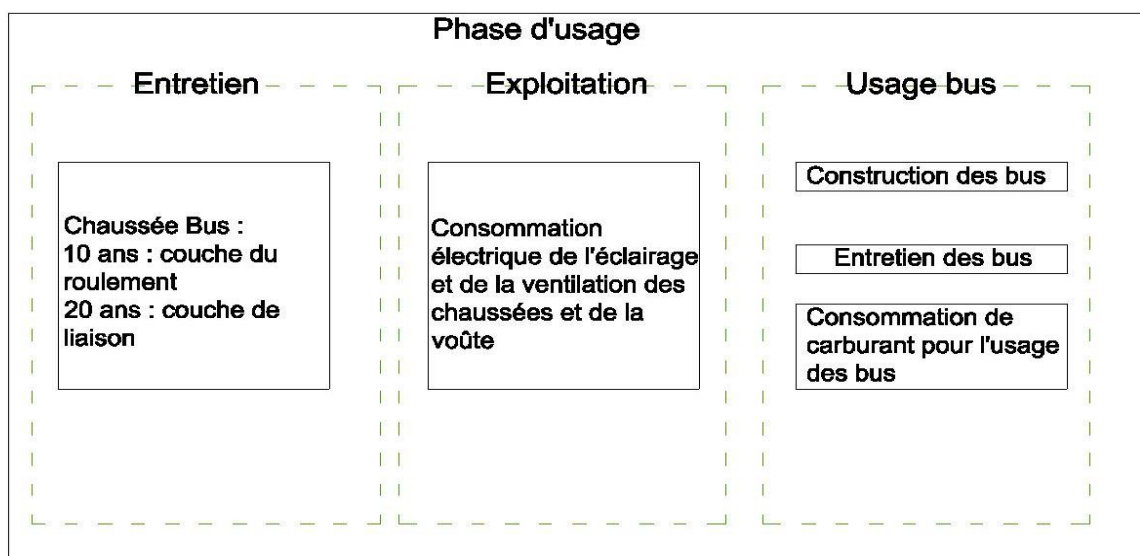 Phase d'usage
Entretien
Exploitation
Usage bus
Chaussée Bus :
10 ans : couche du
roulement
20 ans : couche de
liaison
Consommation
électrique de l'éclairage
et de la ventilation des
chaussées et de la
voûte
Construction des bus
Entretien des bus
Consommation de
carburant pour l'usage
des bus